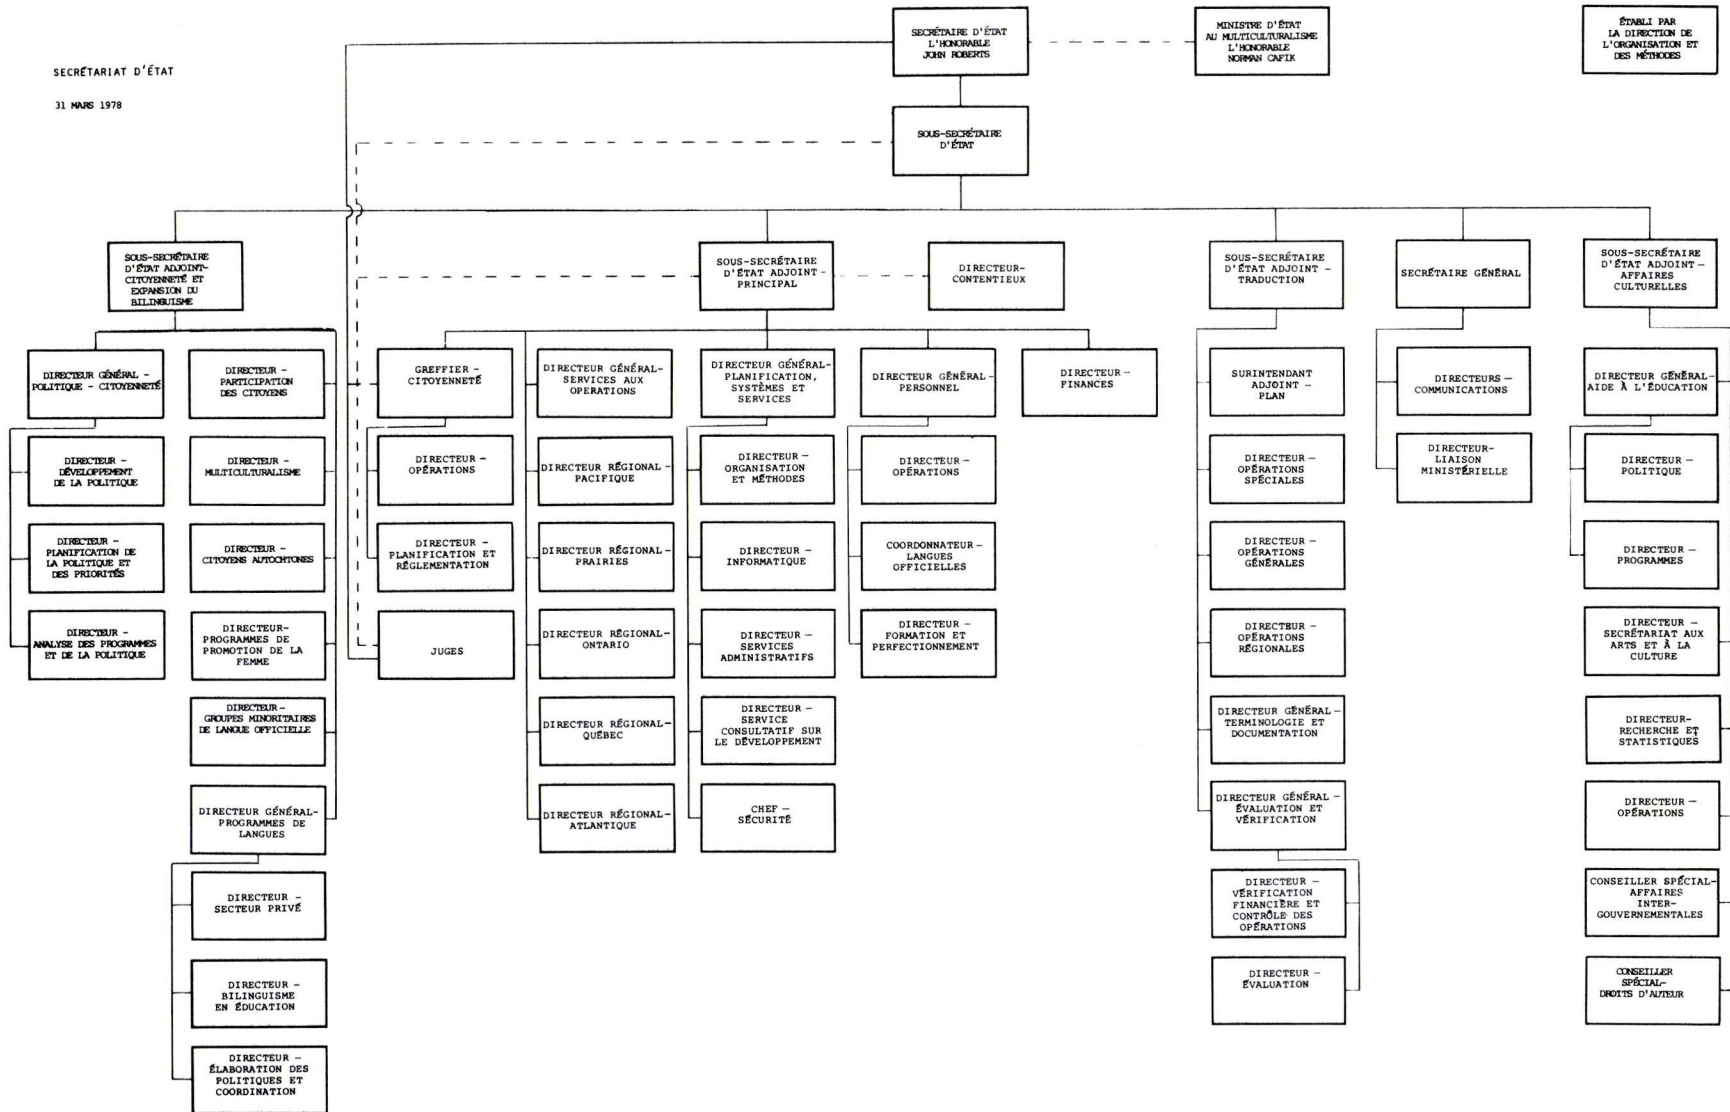 SECRÉTARIAT D'ÉTAT
31 MARS 1978
SECRÉTAIRE D'ÉTAT
L'HONORABLE
JOHN ROBERTS
MINISTRE D'ÉTAT
AU MULTICULTURALISME
L'HONORABLE
NORMAN CAFIK
ÉTABLI PAR
LA DIRECTION DE
L'ORGANISATION ET
DES MÉTHODES
SOUS-SECRÉTAIRE
D'ÉTAT
SOUS-SECRÉTAIRE
D'ÉTAT ADJOINT-
CITOYENNETÉ ET
EXPANSION DU
BILINGUISME
SOUS-SECRÉTAIRE
D'ÉTAT ADJOINT-
PRINCIPAL
DIRECTEUR-
CONTENTIEUX
SOUS-SECRÉTAIRE
D'ÉTAT ADJOINT -
TRADUCTION
SECRÉTAIRE GÉNÉRAL
SOUS-SECRÉTAIRE
D'ÉTAT ADJOINT-
AFFAIRES
CULTURELLES
DIRECTEUR GÉNÉRAL -
POLITIQUE - CITOYENNETÉ
DIRECTEUR -
DÉVELOPPEMENT
DE LA POLITIQUE
DIRECTEUR -
PLANIFICATION DE
LA POLITIQUE ET
DES PRIORITÉS
DIRECTEUR -
ANALYSE DES PROGRAMMES
ET DE LA POLITIQUE
DIRECTEUR -
PARTICIPATION
DES CITOYENS
DIRECTEUR -
MULTICULTURALISME
DIRECTEUR -
CITOYENS AUTOCHTONES
DIRECTEUR-
PROGRAMMES DE
PROMOTION DE LA
FEMME
DIRECTEUR-
GROUPES MINORITAIRES
DE LANGUE OFFICIELLE
DIRECTEUR GÉNÉRAL-
PROGRAMMES DE
LANGUES
DIRECTEUR -
SECTEUR PRIVÉ
DIRECTEUR -
BILINGUISME
EN ÉDUCATION
DIRECTEUR -
ÉLABORATION DES
POLITIQUES ET
COORDINATION
GREFFIER -
CITOYENNETÉ
DIRECTEUR -
OPÉRATIONS
DIRECTEUR
- PLANIFICATION ET
RÉGLEMENTATION
JUGES
DIRECTEUR GÉNÉRAL-
SERVICES AUX
OPERATIONS
DIRECTEUR RÉGIONAL-
PACIFIQUE
DIRECTEUR RÉGIONAL-
PRAIRIES
DIRECTEUR RÉGIONAL-
ONTARIO
DIRECTEUR RÉGIONAL-
QUÉBEC
DIRECTEUR RÉGIONAL-
ATLANTIQUE
DIRECTEUR GÉNÉRAL-
PLANIFICATION,
SYSTÈMES ET
SERVICES
DIRECTEUR -
ORGANISATION
ET MÉTHODES
DIRECTEUR -
INFORMATIQUE
DIRECTEUR -
SERVICES
ADMINISTRATIFS
DIRECTEUR -
SERVICE
CONSULTATIF SUR
LE DÉVELOPPEMENT
CHEF -
SÉCURITÉ
DIRECTEUR GÉNÉRAL-
PERSONNEL
DIRECTEUR-
OPÉRATIONS
COORDONNATEUR-
LANGUES
OFFICIELLES
DIRECTEUR -
FORMATION ET
PERFECTIONNEMENT
DIRECTEUR -
FINANCES
SURINTENDANT
ADJOINT -
PLAN
DIRECTEUR -
OPÉRATIONS
SPÉCIALES
DIRECTEUR -
OPÉRATIONS
GÉNÉRALES
DIRECTEUR -
OPÉRATIONS
RÉGIONALES
DIRECTEUR GÉNÉRAL -
TERMINOLOGIE ET
DOCUMENTATION
DIRECTEUR GÉNÉRAL -
ÉVALUATION ET
VÉRIFICATION
DIRECTEUR -
VÉRIFICATION
FINANCIÈRE ET
CONTRÔLE DES
OPÉRATIONS
DIRECTEUR -
ÉVALUATION
DIRECTEURS -
COMMUNICATIONS
DIRECTEUR-
LIAISON
MINISTÉRIELLE
DIRECTEUR GÉNÉRAL-
AIDE À L'ÉDUCATION
DIRECTEUR -
POLITIQUE
DIRECTEUR -
PROGRAMMES
DIRECTEUR -
SECRÉTARIAT AUX
ARTS ET À LA
CULTURE
DIRECTEUR-
RECHERCHE ET
STATISTIQUES
DIRECTEUR -
OPÉRATIONS
CONSEILLER SPÉCIAL-
AFFAIRES
INTER-
GOUVERNEMENTALES
CONSEILLER
SPÉCIAL-
DROITS D'AUTEUR